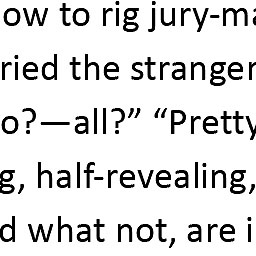 ow to rig jury-ma
ried the stranger
o?—all?” “Pretty
g, half-revealing,
d what not, are i